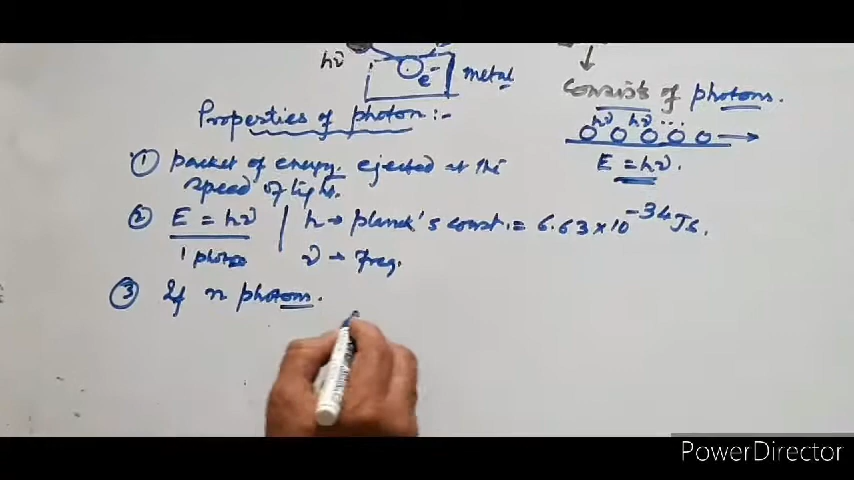 hν
e-
metal
consists of photons.
hν hν ...
E = hν.
Properties of photon :-
① packet of energy. ejected at the
speed of light.
② E = hν | h → planck's const. = 6.63 × 10⁻³⁴ Js.
1 photon ν → freq.
③ If n photons.
PowerDirector